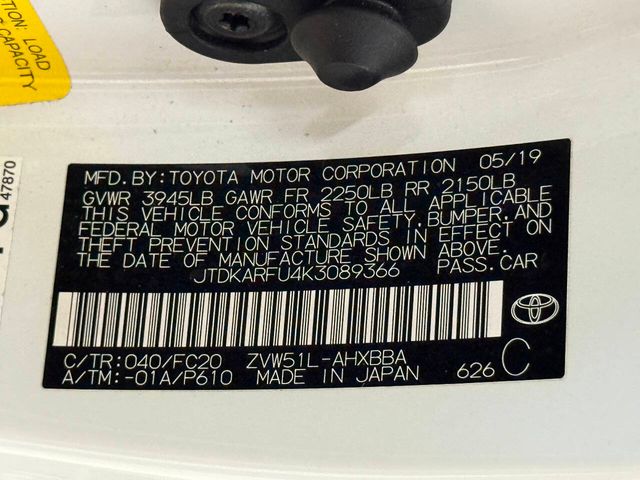 TION: LOAD
CAPACITY
47870
MFD. BY: TOYOTA MOTOR CORPORATION 05/19
GVWR 3945LB GAWR FR 2250LB RR 2150LB
THIS VEHICLE CONFORMS TO ALL APPLICABLE
FEDERAL MOTOR VEHICLE SAFETY, BUMPER, AND
THEFT PREVENTION STANDARDS IN EFFECT ON
THE DATE OF MANUFACTURE SHOWN ABOVE.
JTDKARFU4K3089366 PASS. CAR
C/TR: 040/FC20 ZVW51L-AHXBBA
A/TM: -01A/P610 MADE IN JAPAN 626 C